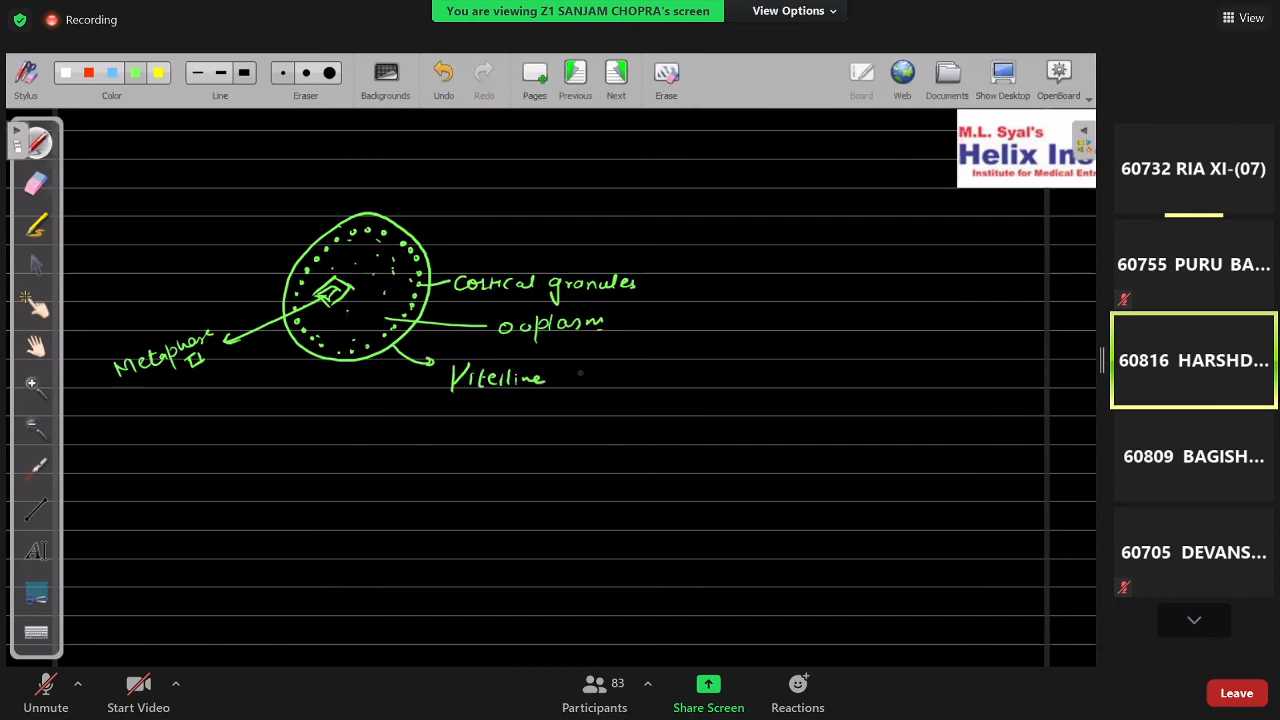 Recording
You are viewing Z1 SANJAM CHOPRA's screen
View Options
View
Stylus
Color
Line
Eraser
Backgrounds
Undo
Redo
Pages
Previous
Next
Erase
Board
Web
Documents
Show Desktop
OpenBoard
M.L. Syal's
Helix Ins
Institute for Medical Entr
Cortical granules
ooplasm
Metaphase
II
Vitelline
60732 RIA XI-(07)
60755 PURU BA...
60816 HARSHD...
60809 BAGISH...
60705 DEVANS...
Unmute
Start Video
83
Participants
Share Screen
Reactions
Leave